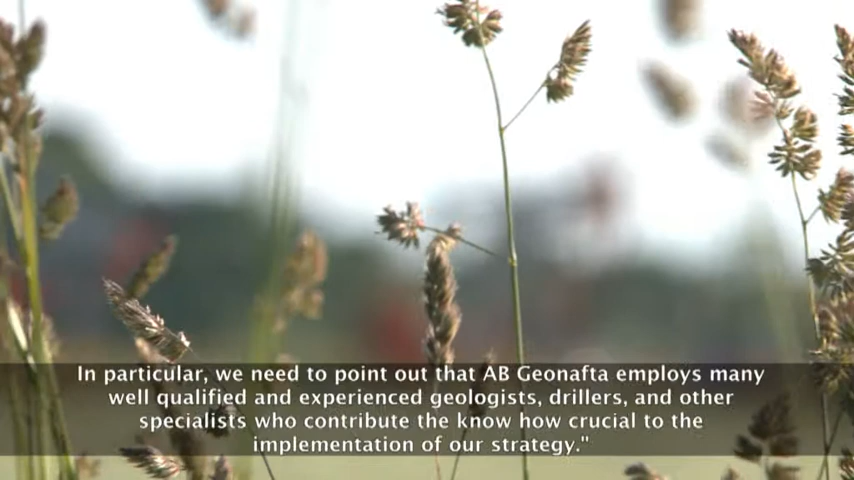 In particular, we need to point out that AB Geonafta employs many
well qualified and experienced geologists, drillers, and other
specialists who contribute the know how crucial to the
implementation of our strategy."